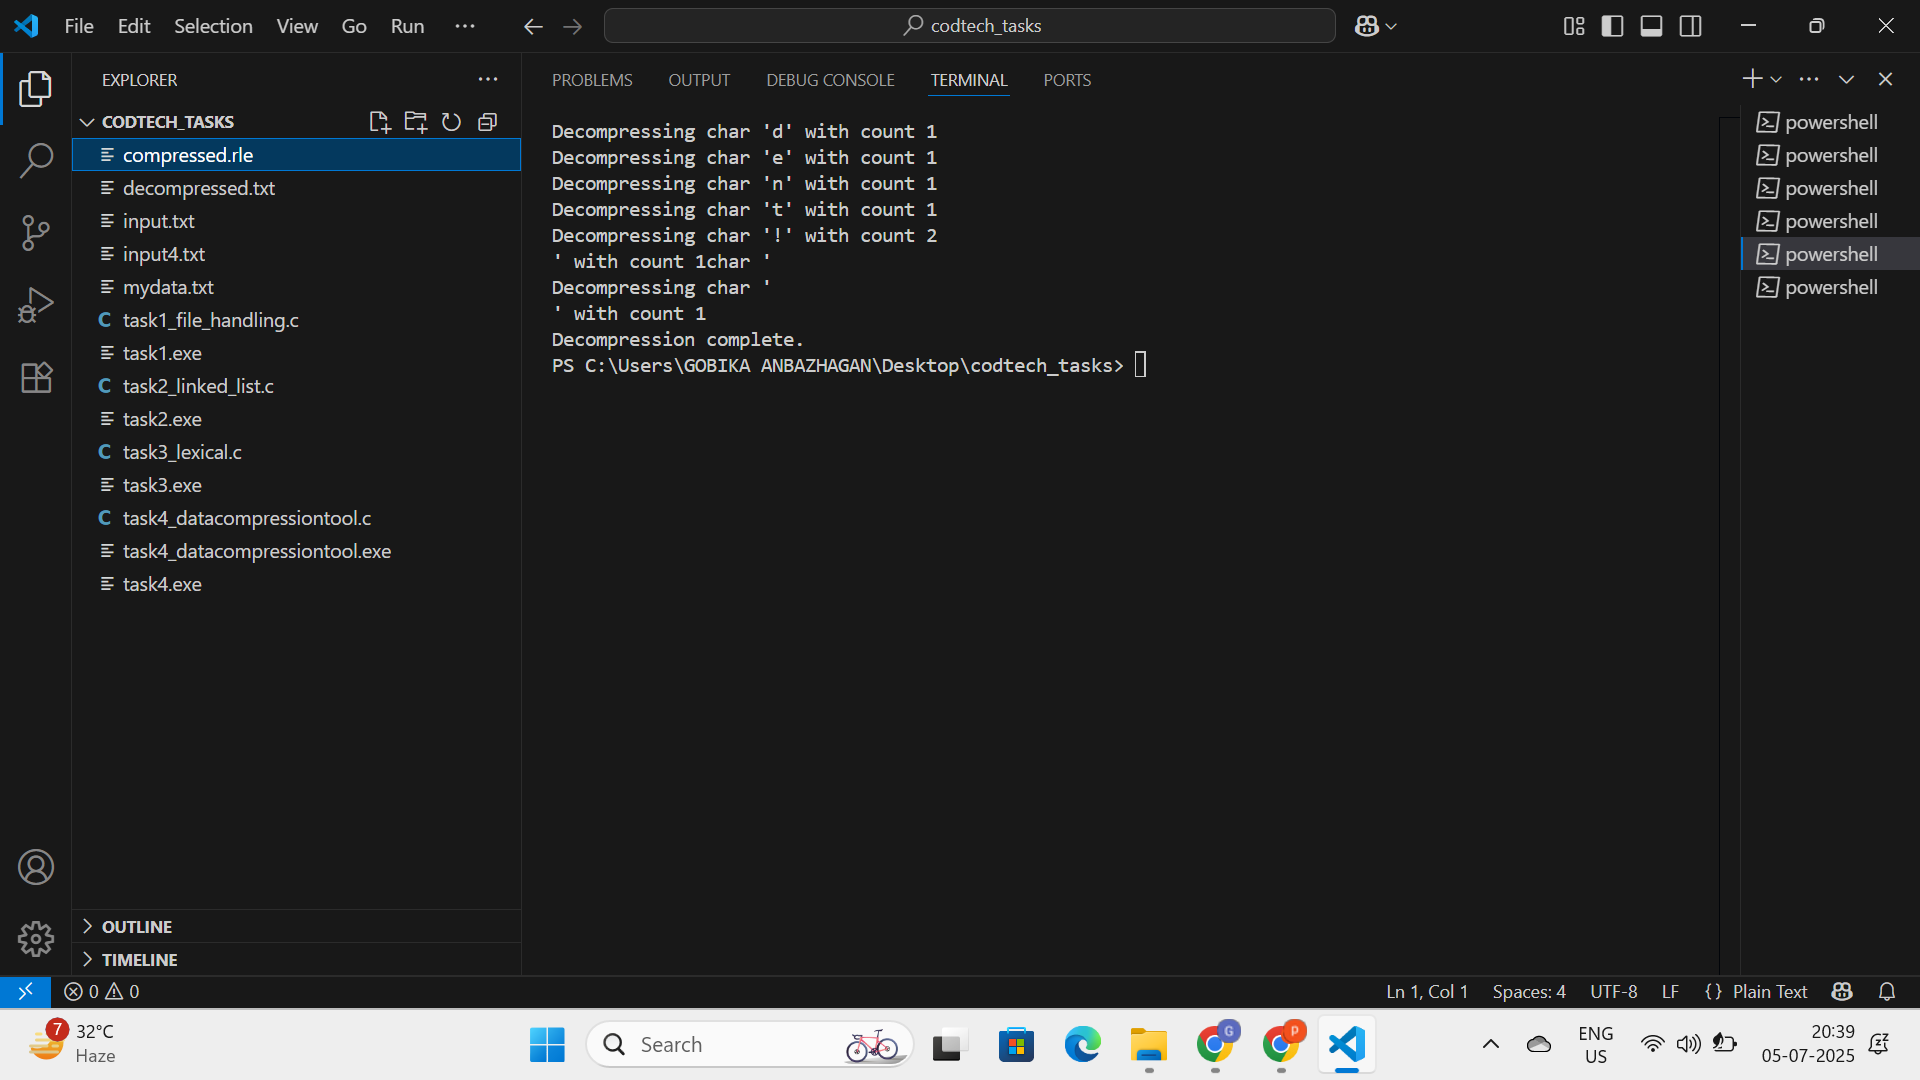 File Edit Selection View Go Run ···
codtech_tasks
EXPLORER
CODTECH_TASKS
compressed.rle
decompressed.txt
input.txt
input4.txt
mydata.txt
C task1_file_handling.c
task1.exe
C task2_linked_list.c
task2.exe
C task3_lexical.c
task3.exe
C task4_datacompressiontool.c
task4_datacompressiontool.exe
task4.exe
OUTLINE
TIMELINE
PROBLEMS OUTPUT DEBUG CONSOLE TERMINAL PORTS
Decompressing char 'd' with count 1
Decompressing char 'e' with count 1
Decompressing char 'n' with count 1
Decompressing char 't' with count 1
Decompressing char '!' with count 2
' with count 1char '
Decompressing char '
' with count 1
Decompression complete.
PS C:\Users\GOBIKA ANBAZHAGAN\Desktop\codtech_tasks>
powershell
powershell
powershell
powershell
powershell
powershell
0 0
Ln 1, Col 1 Spaces: 4 UTF-8 LF {} Plain Text
7
32°C
Haze
Search
G
P
ENG
US
20:39
05-07-2025